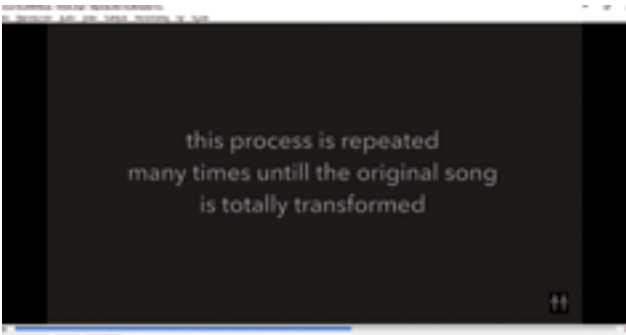 this process is repeated
many times untill the original song
is totally transformed